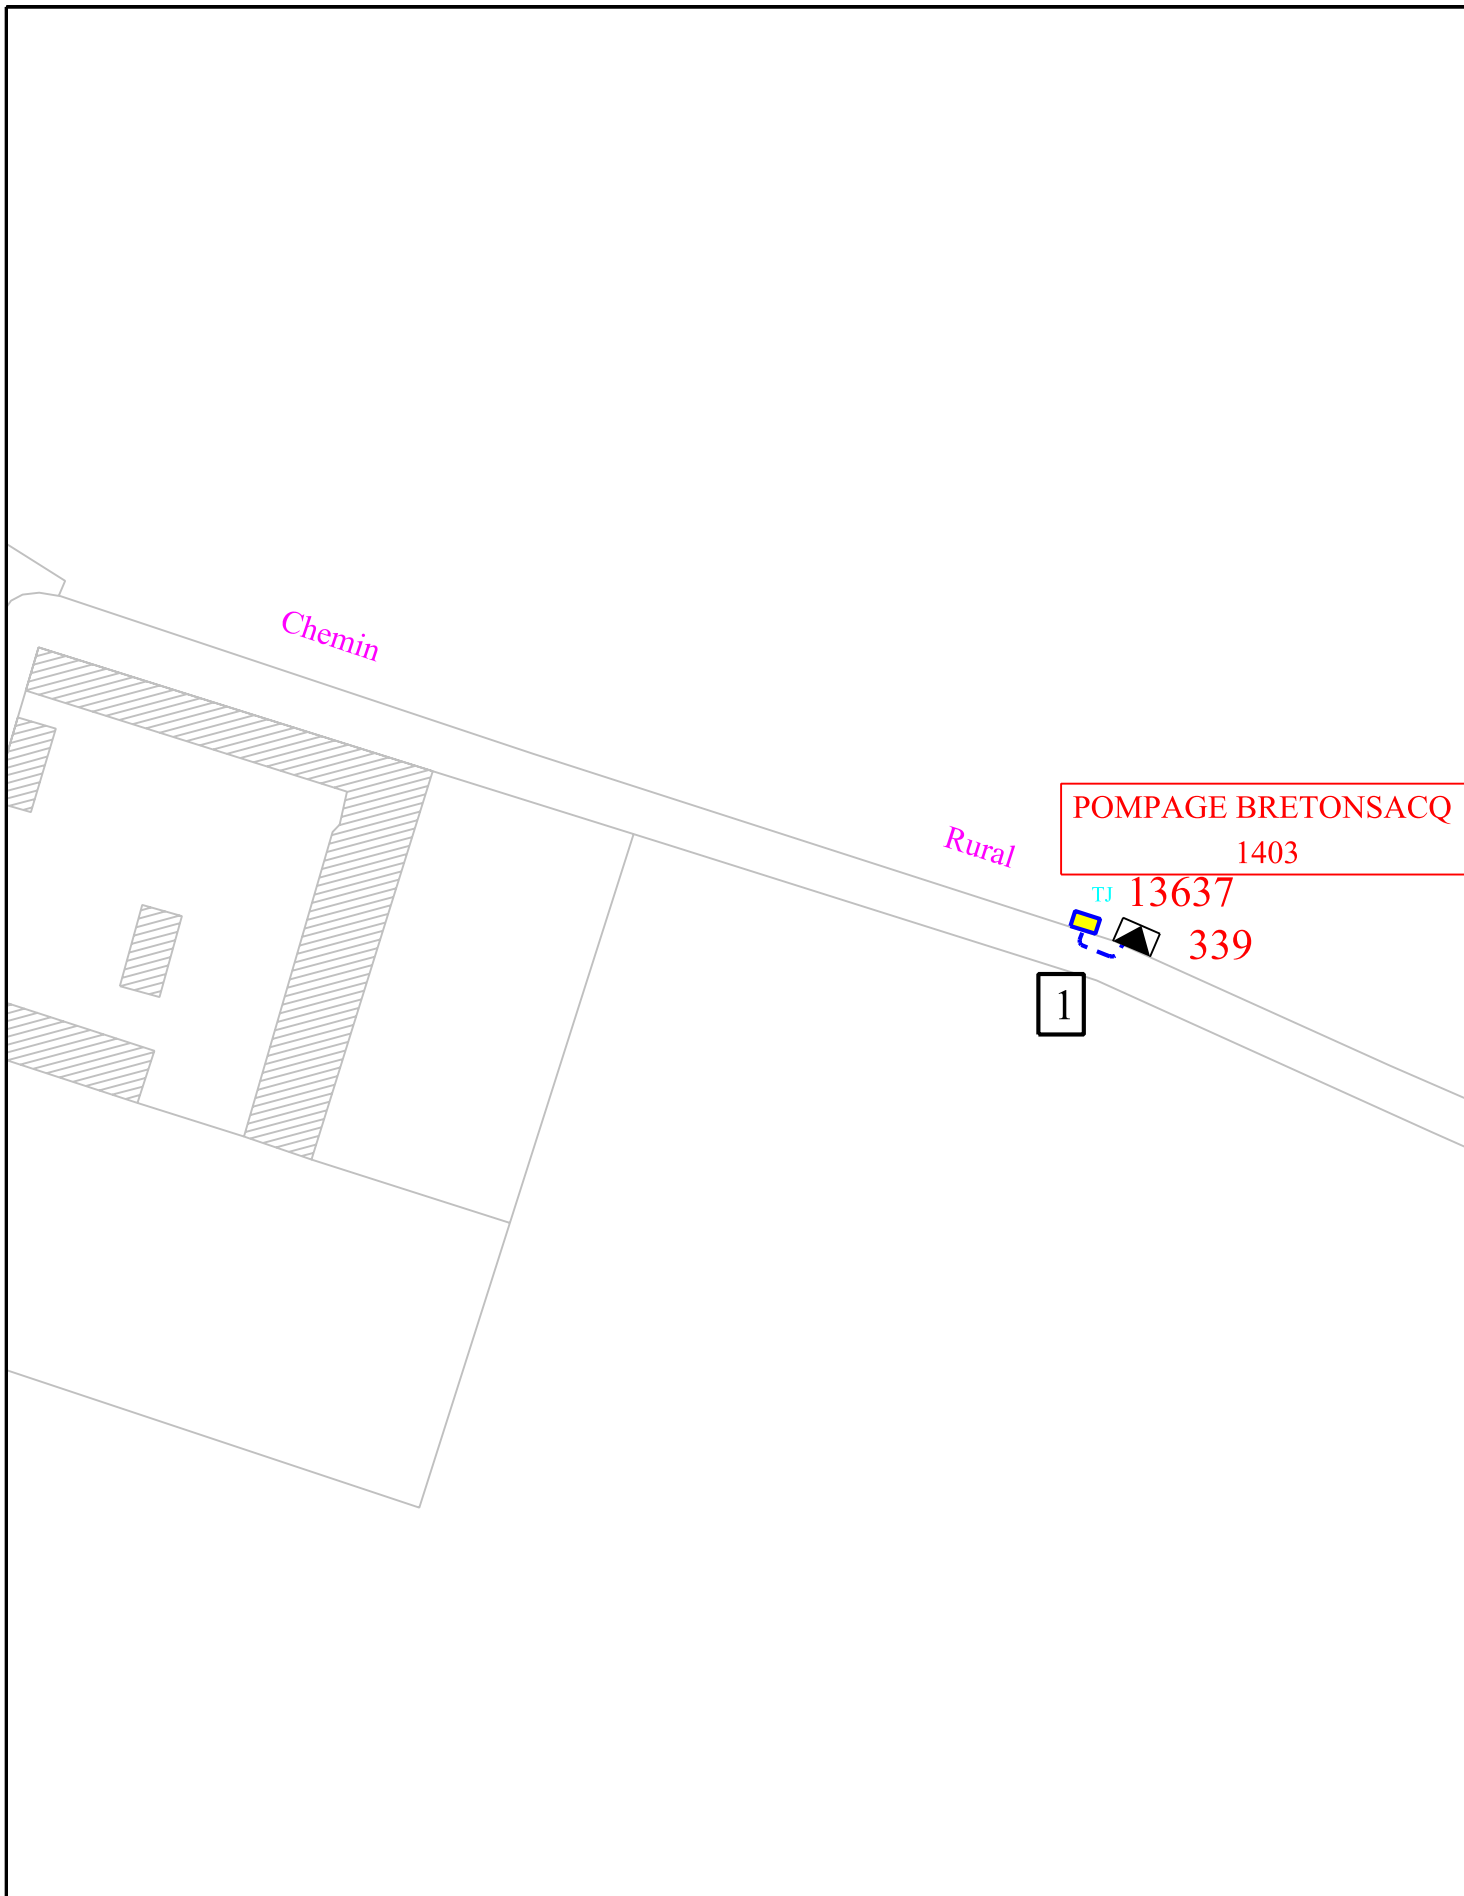 Chemin
Rural
POMPAGE BRETONSACQ
1403
TJ 13637
339
1